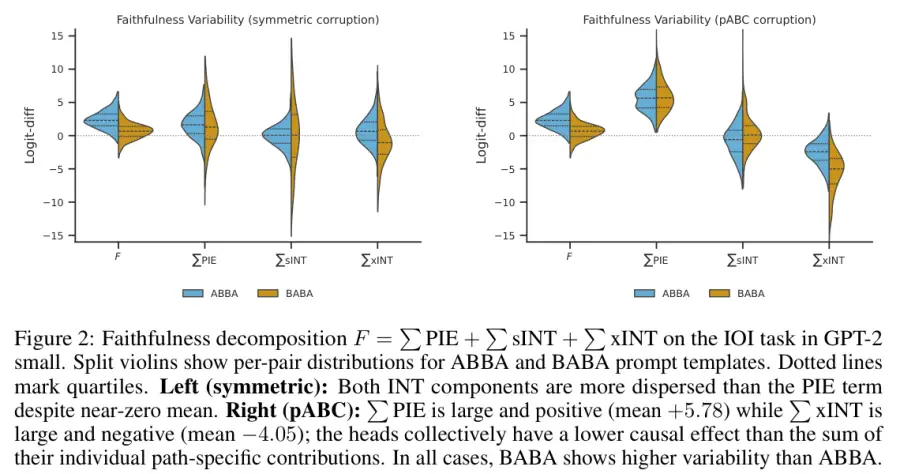 Faithfulness Variability (symmetric corruption)
15
10
5
0
−5
−10
−15
Logit-diff
F
∑PIE
∑sINT
∑xINT
ABBA
BABA
Faithfulness Variability (pABC corruption)
15
10
5
0
−5
−10
−15
Logit-diff
F
∑PIE
∑sINT
∑xINT
ABBA
BABA
Figure 2: Faithfulness decomposition F = ∑ PIE + ∑ sINT + ∑ xINT on the IOI task in GPT-2
small. Split violins show per-pair distributions for ABBA and BABA prompt templates. Dotted lines
mark quartiles. Left (symmetric): Both INT components are more dispersed than the PIE term
despite near-zero mean. Right (pABC): ∑ PIE is large and positive (mean +5.78) while ∑ xINT is
large and negative (mean −4.05); the heads collectively have a lower causal effect than the sum of
their individual path-specific contributions. In all cases, BABA shows higher variability than ABBA.